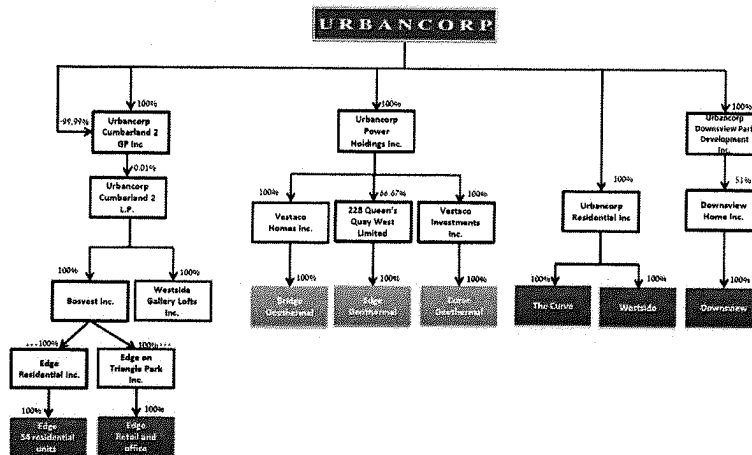 URBANCORP
99.99%
100%
100%
100%
100%
Urbancorp
Cumberland 2
GP Inc
Urbancorp
Power
Holdings Inc.
Urbancorp
Downsview Park
Development
Inc.
0.01%
51%
Urbancorp
Cumberland 2
L.P.
100%
66.67%
100%
Vestaco
Homes Inc.
228 Queen's
Quay West
Limited
Vestaco
Investments
Inc.
Urbancorp
Residential Inc
Downsview
Home Inc.
100%
100%
100%
100%
100%
100%
100%
100%
Bosvest Inc.
Westside
Gallery Lofts
Inc.
Bridge
Geothermal
Edge
Geothermal
Curve
Geothermal
The Curve
Westside
Downsview
100%
100%
Edge
Residential Inc.
Edge on
Triangle Park
Inc.
100%
100%
Edge
54 residential
units
Edge
Retail and
office